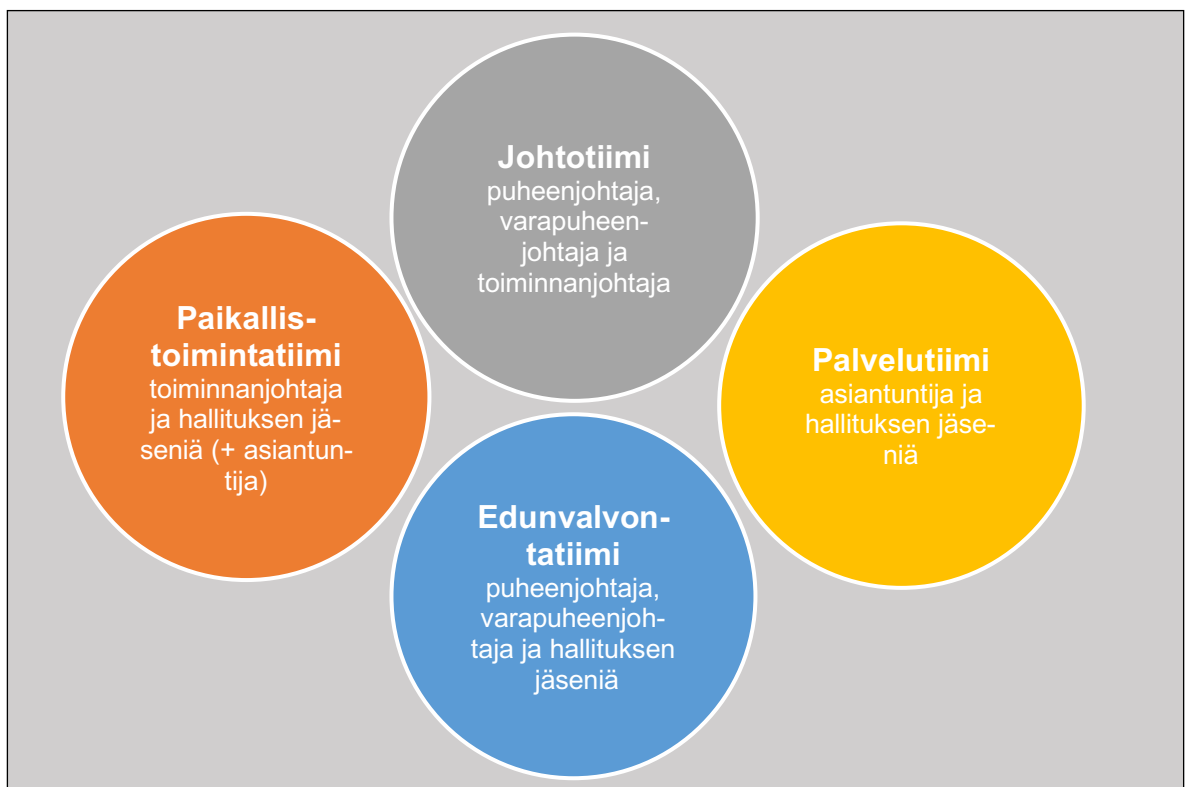 Johtotiimi
puheenjohtaja,
varapuheen-
johtaja ja
toiminnanjohtaja
Paikallis-
toimintatiimi
toiminnanjohtaja
ja hallituksen jä-
seniä (+ asiantun-
tija)
Palvelutiimi
asiantuntija ja
hallituksen jäse-
niä
Edunvalvon-
tatiimi
puheenjohtaja,
varapuheenjoh-
taja ja hallituksen
jäseniä